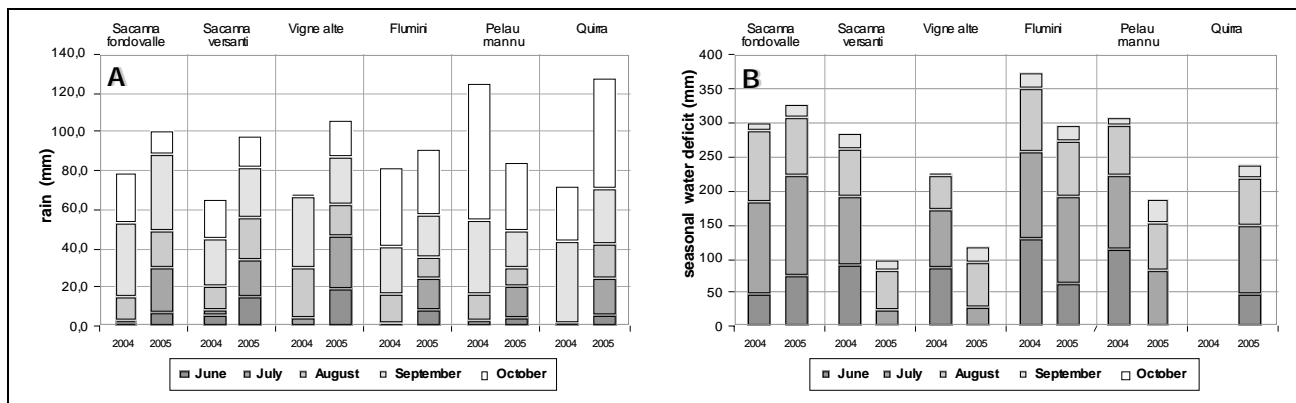 Sacanna fondovalle
Sacanna versanti
Vigne alte
Flumini
Pelau mannu
Quirra
A
rain (mm)
140,0
120,0
100,0
80,0
60,0
40,0
20,0
0,0
2004 2005 2004 2005 2004 2005 2004 2005 2004 2005 2004 2005
June July August September October
Sacanna fondovalle
Sacanna versanti
Vigne alte
Flumini
Pelau mannu
Quirra
B
seasonal water deficit (mm)
400
350
300
250
200
150
100
50
0
2004 2005 2004 2005 2004 2005 2004 2005 2004 2005 2004 2005
June July August September October